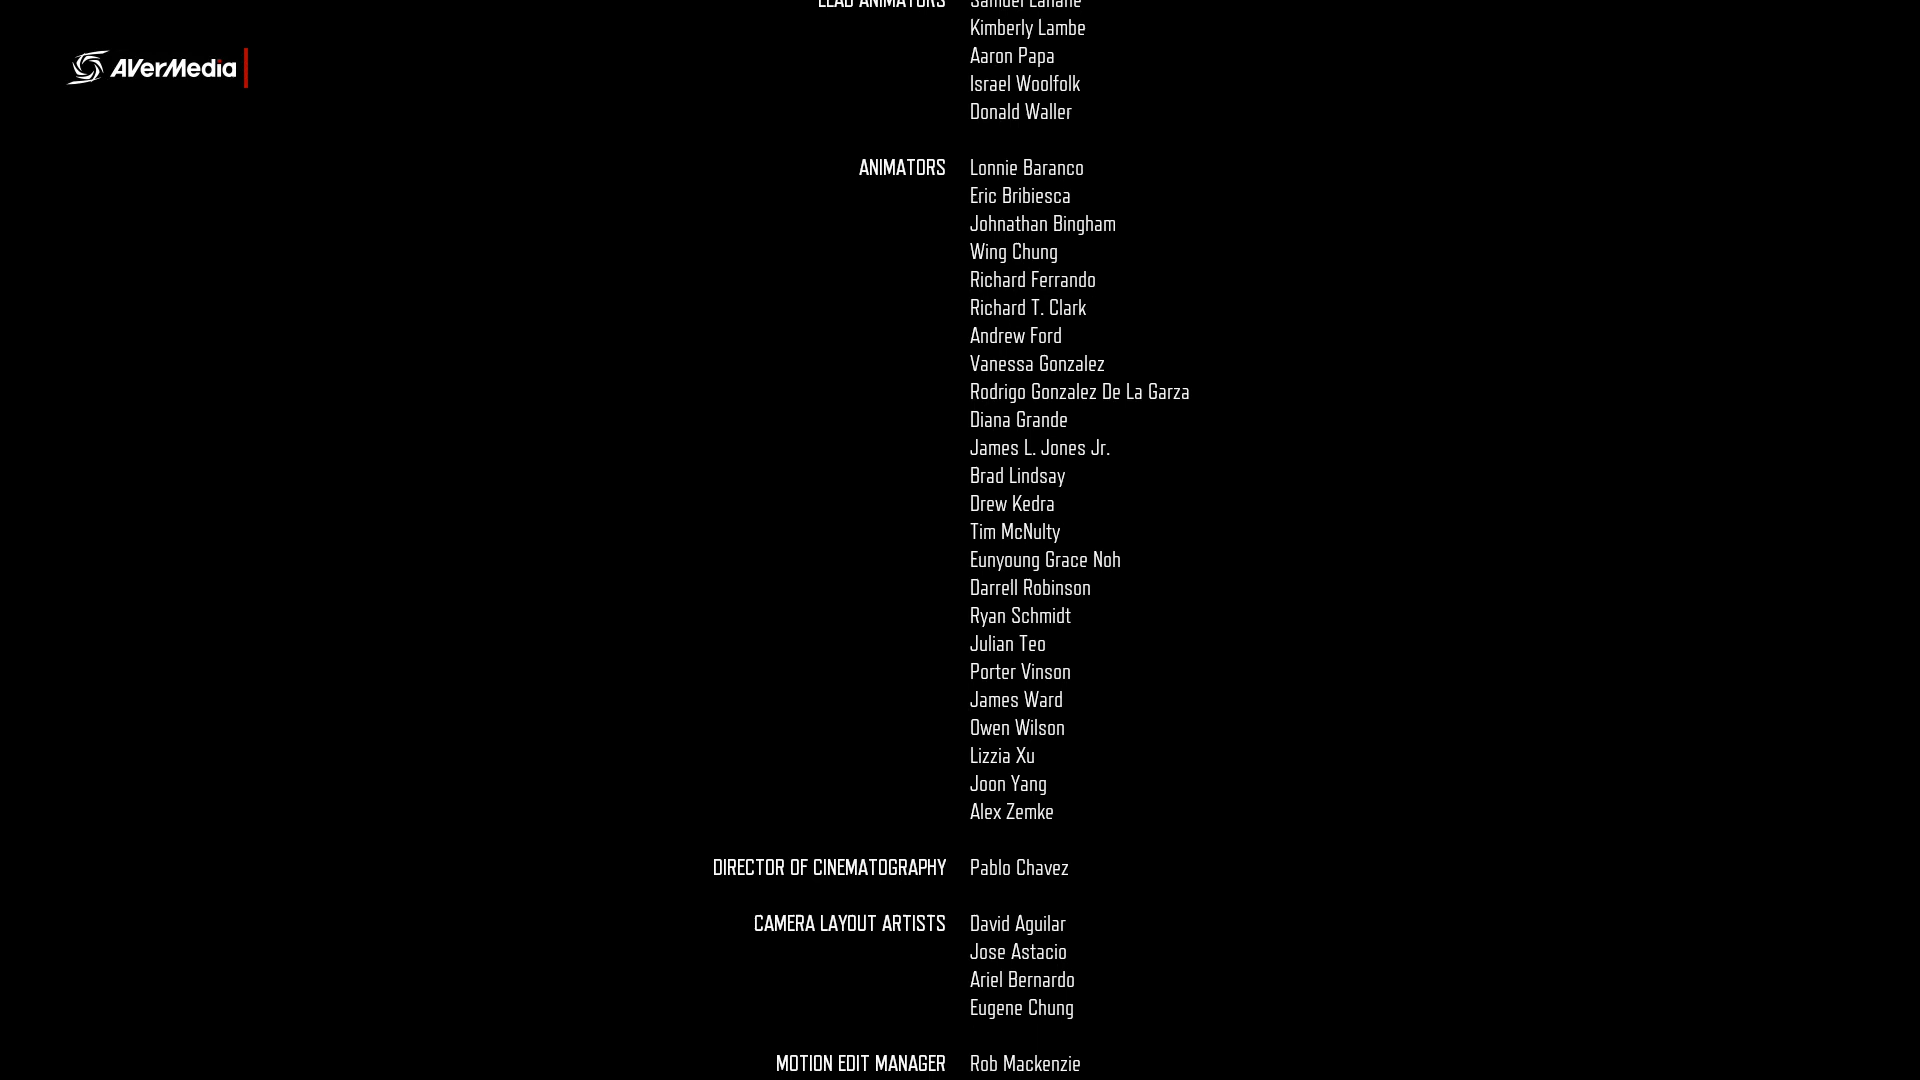 AVerMedia
LEAD ANIMATORS Samuel Lahane
Kimberly Lambe
Aaron Papa
Israel Woolfolk
Donald Waller
ANIMATORS Lonnie Baranco
Eric Bribiesca
Johnathan Bingham
Wing Chung
Richard Ferrando
Richard T. Clark
Andrew Ford
Vanessa Gonzalez
Rodrigo Gonzalez De La Garza
Diana Grande
James L. Jones Jr.
Brad Lindsay
Drew Kedra
Tim McNulty
Eunyoung Grace Noh
Darrell Robinson
Ryan Schmidt
Julian Teo
Porter Vinson
James Ward
Owen Wilson
Lizzia Xu
Joon Yang
Alex Zemke
DIRECTOR OF CINEMATOGRAPHY Pablo Chavez
CAMERA LAYOUT ARTISTS David Aguilar
Jose Astacio
Ariel Bernardo
Eugene Chung
MOTION EDIT MANAGER Rob Mackenzie